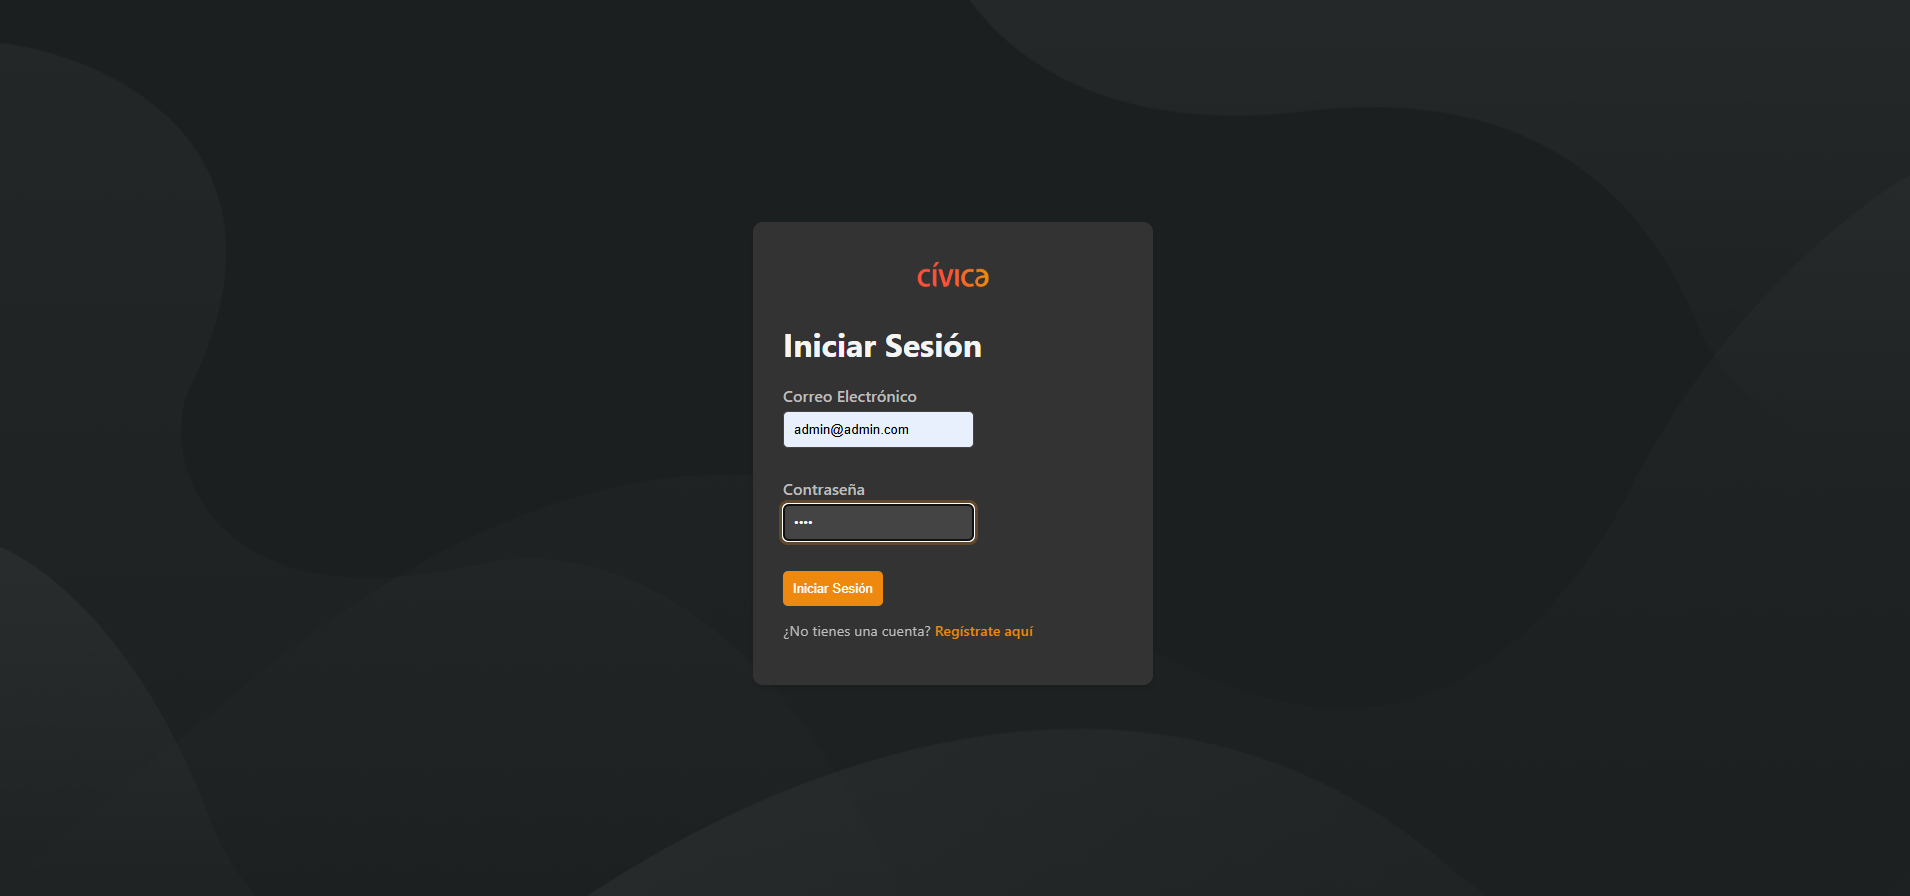 cívica
Iniciar Sesión
Correo Electrónico
admin@admin.com
Contraseña
••••
Iniciar Sesión
¿No tienes una cuenta? Regístrate aquí